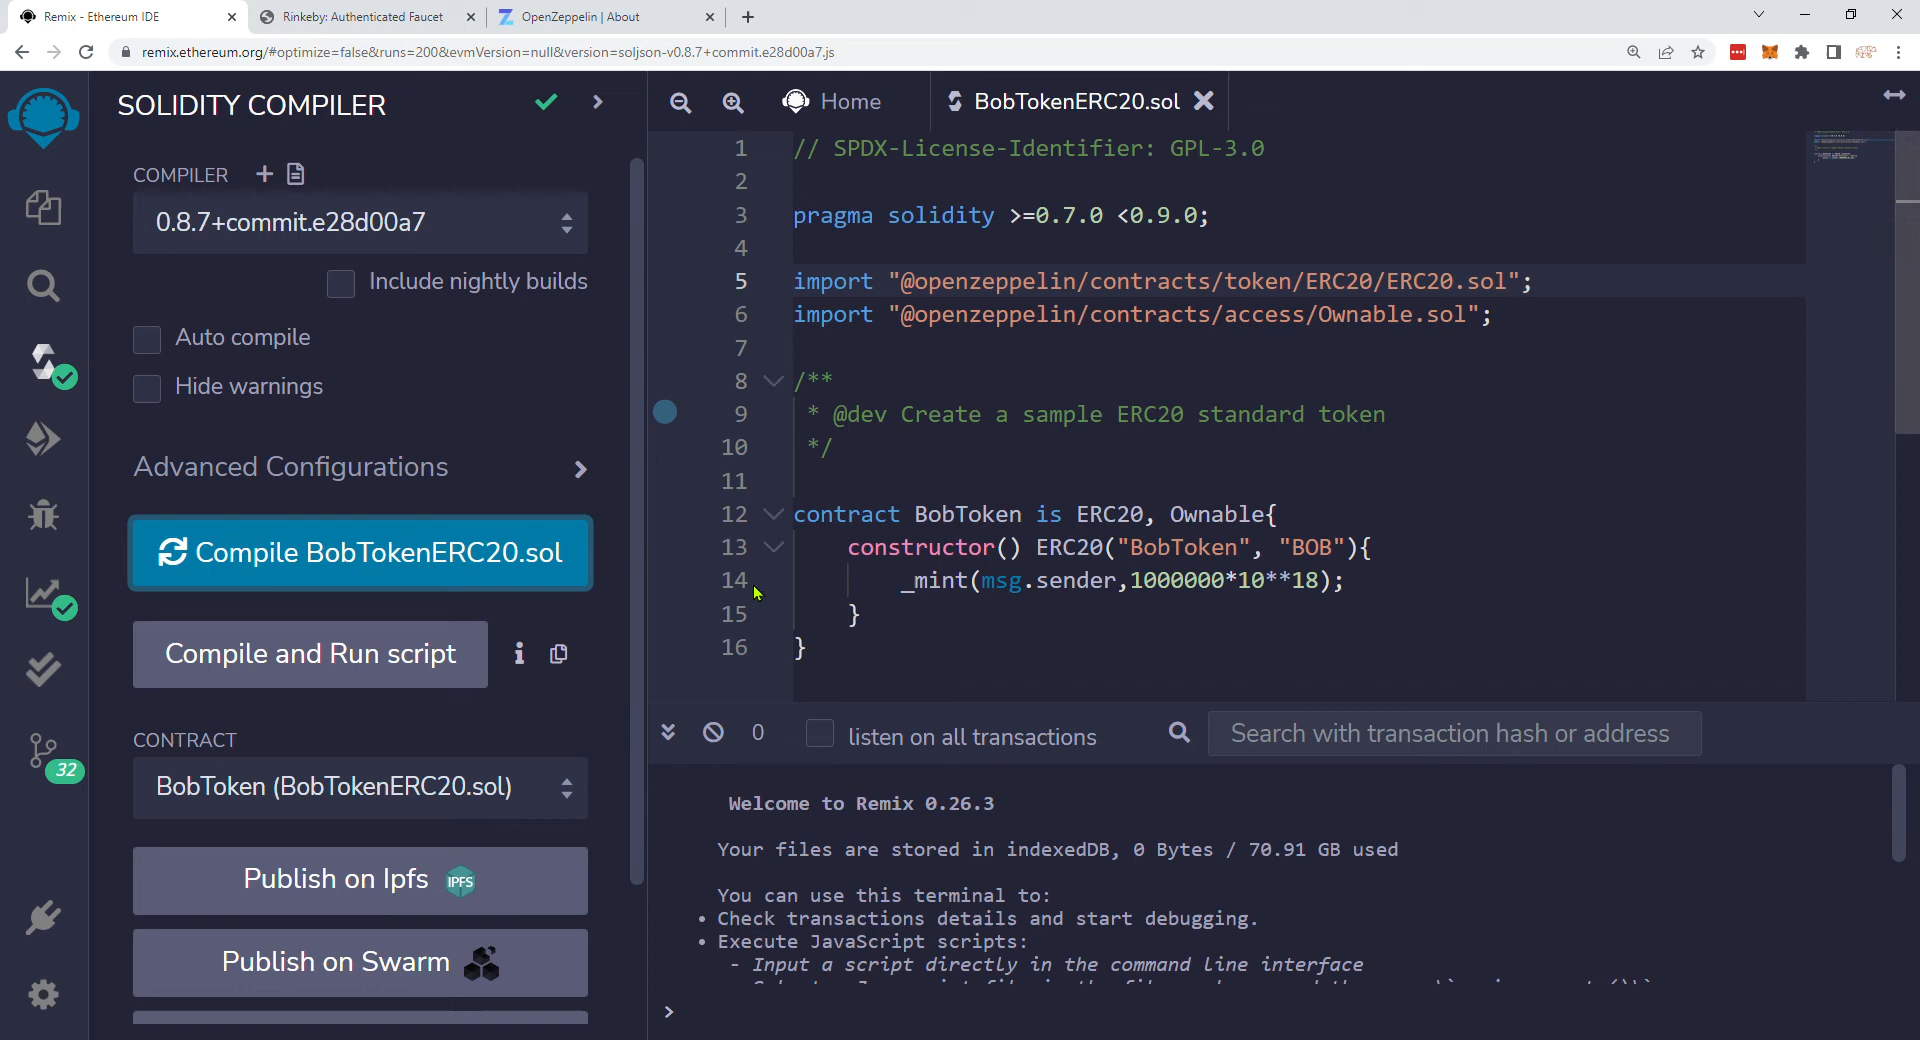 Remix - Ethereum IDE
Rinkeby: Authenticated Faucet
OpenZeppelin | About
remix.ethereum.org/#optimize=false&runs=200&evmVersion=null&version=soljson-v0.8.7+commit.e28d00a7.js
SOLIDITY COMPILER
COMPILER
0.8.7+commit.e28d00a7
Include nightly builds
Auto compile
Hide warnings
Advanced Configurations
Compile BobTokenERC20.sol
Compile and Run script
CONTRACT
BobToken (BobTokenERC20.sol)
Publish on Ipfs IPFS
Publish on Swarm
32
Home
BobTokenERC20.sol
1 // SPDX-License-Identifier: GPL-3.0
2
3 pragma solidity >=0.7.0 <0.9.0;
4
5 import "@openzeppelin/contracts/token/ERC20/ERC20.sol";
6 import "@openzeppelin/contracts/access/Ownable.sol";
7
8 /**
9 * @dev Create a sample ERC20 standard token
10 */
11
12 contract BobToken is ERC20, Ownable{
13 constructor() ERC20("BobToken", "BOB"){
14 _mint(msg.sender,1000000*10**18);
15 }
16 }
0
listen on all transactions
Search with transaction hash or address
Welcome to Remix 0.26.3
Your files are stored in indexedDB, 0 Bytes / 70.91 GB used
You can use this terminal to:
• Check transactions details and start debugging.
• Execute JavaScript scripts:
- Input a script directly in the command line interface
>